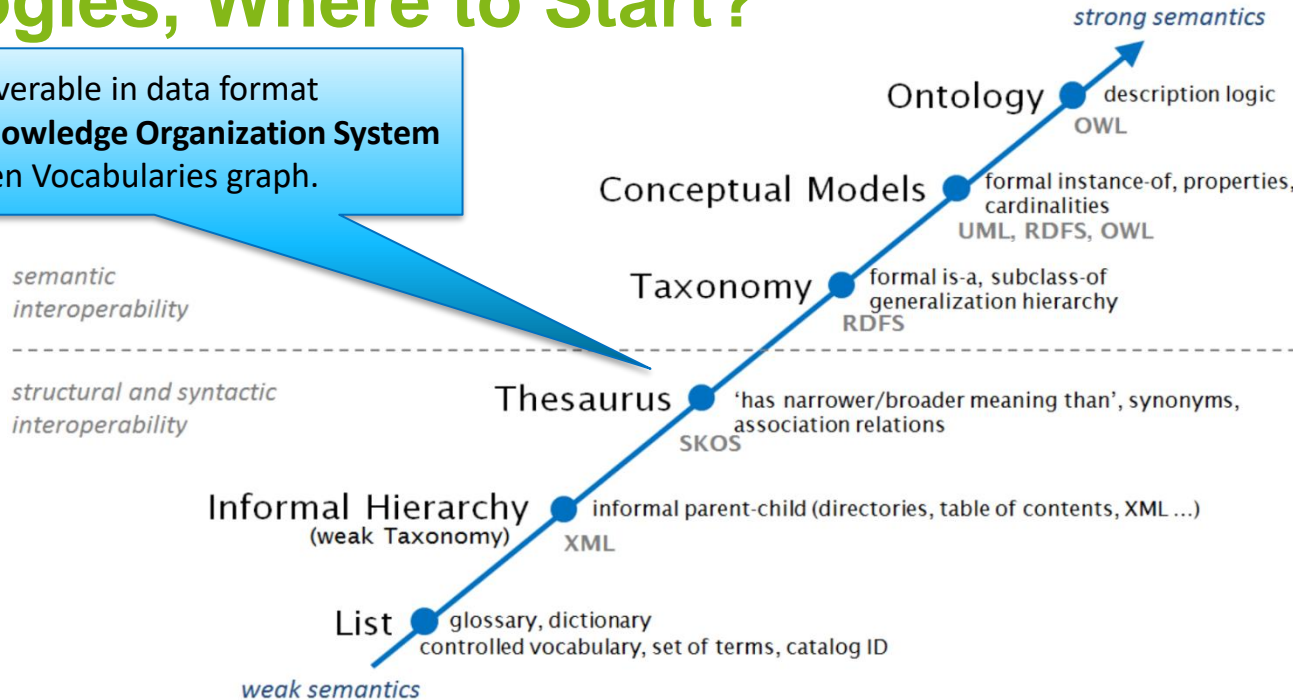 ogies, Where to Start?
strong semantics
verable in data format
nowledge Organization System
en Vocabularies graph.
Ontology
description logic
OWL
Conceptual Models
formal instance-of, properties,
cardinalities
UML, RDFS, OWL
semantic
interoperability
Taxonomy
formal is-a, subclass-of
generalization hierarchy
RDFS
structural and syntactic
interoperability
Thesaurus
'has narrower/broader meaning than', synonyms,
association relations
SKOS
Informal Hierarchy
(weak Taxonomy)
informal parent-child (directories, table of contents, XML ...)
XML
List
glossary, dictionary
controlled vocabulary, set of terms, catalog ID
weak semantics